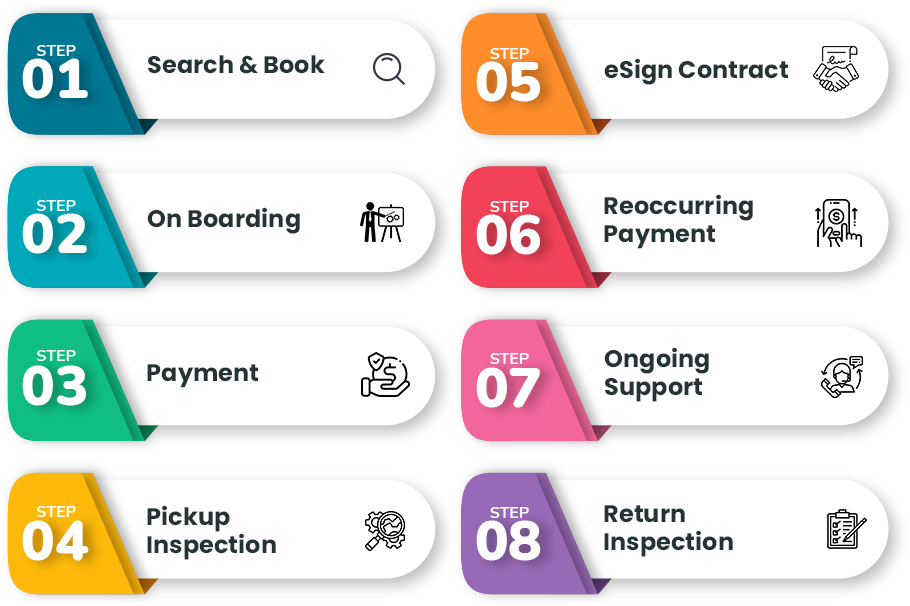 STEP
01
Search & Book
STEP
02
On Boarding
STEP
03
Payment
STEP
04
Pickup
Inspection
STEP
05
eSign Contract
STEP
06
Reoccurring
Payment
STEP
07
Ongoing
Support
STEP
08
Return
Inspection